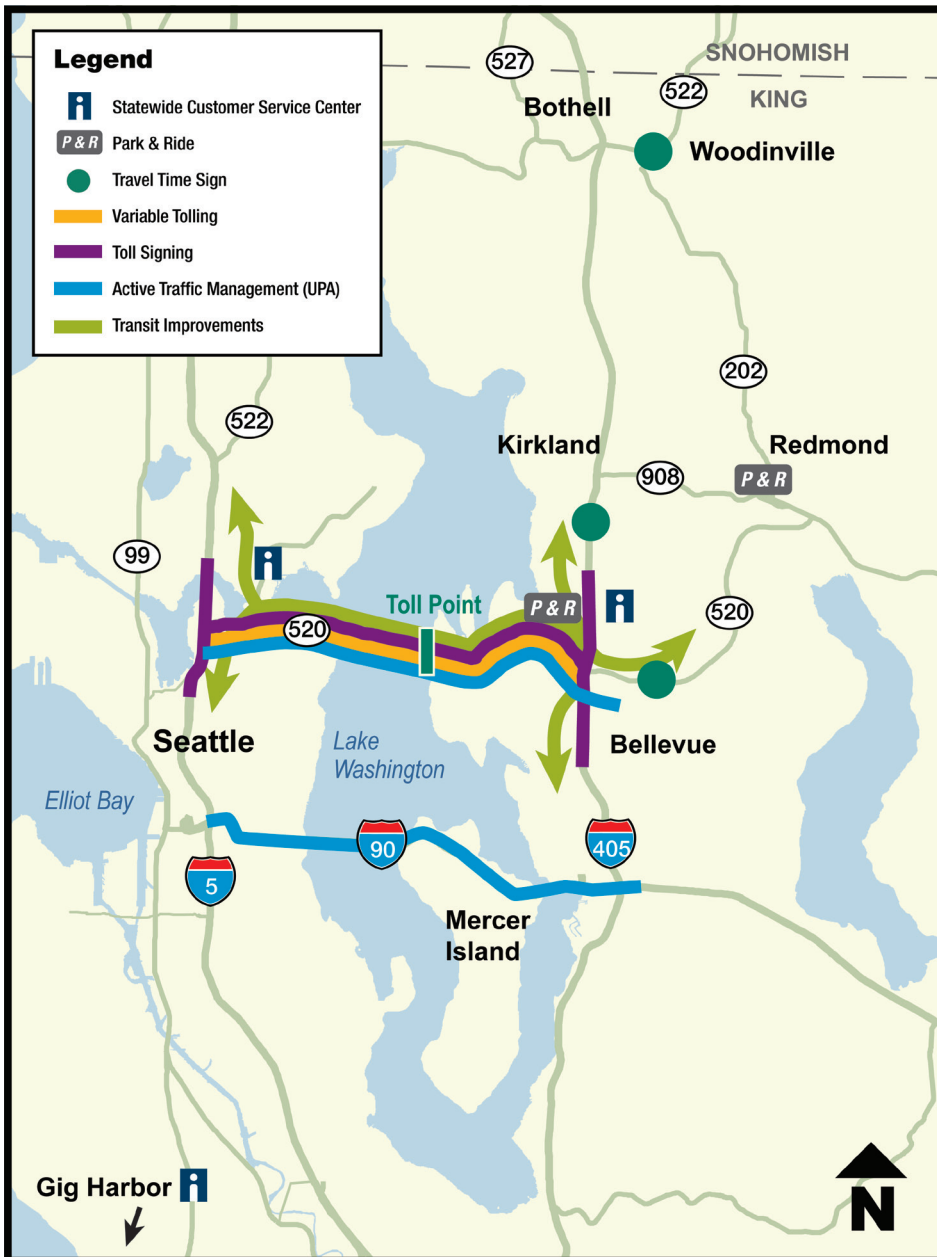 Legend
Statewide Customer Service Center
P & R Park & Ride
Travel Time Sign
Variable Tolling
Toll Signing
Active Traffic Management (UPA)
Transit Improvements
527
SNOHOMISH
522
KING
Bothell
Woodinville
202
522
Kirkland
Redmond
908
P & R
99
Toll Point
P & R
520
520
Seattle
Lake
Washington
Bellevue
Elliot Bay
90
405
5
Mercer
Island
Gig Harbor
N